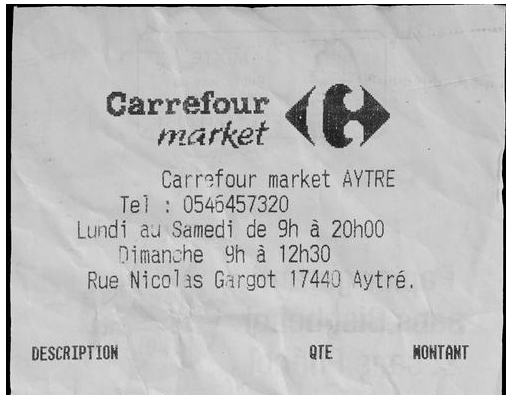 Carrefour
market
Carrefour market AYTRE
Tel : 0546457320
Lundi au Samedi de 9h à 20h00
Dimanche 9h à 12h30
Rue Nicolas Gargot 17440 Aytré.
DESCRIPTION QTE MONTANT